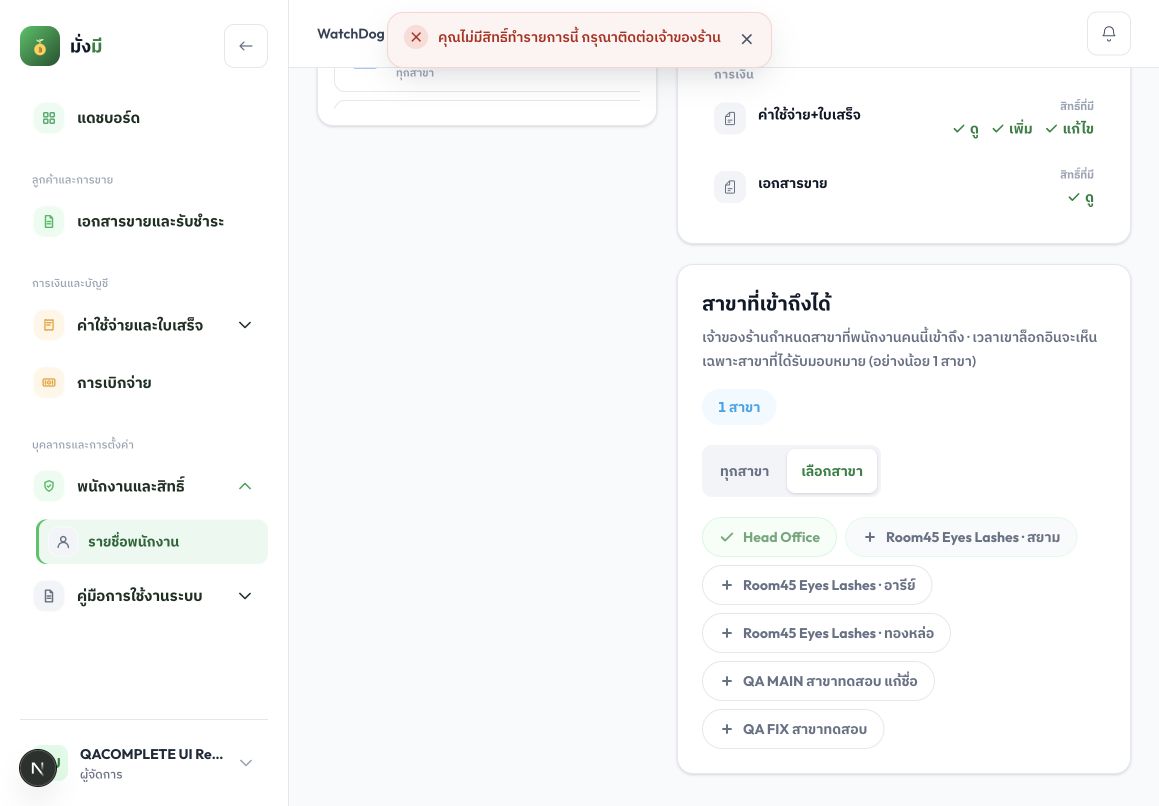 มั่งมี
แดชบอร์ด
ลูกค้าและการขาย
เอกสารขายและรับชำระ
การเงินและบัญชี
ค่าใช้จ่ายและใบเสร็จ
การเบิกจ่าย
บุคลากรและการตั้งค่า
พนักงานและสิทธิ์
รายชื่อพนักงาน
คู่มือการใช้งานระบบ
N
QACOMPLETE UI Re...
ผู้จัดการ
WatchDog
คุณไม่มีสิทธิ์ทำรายการนี้ กรุณาติดต่อเจ้าของร้าน
ทุกสาขา
การเงิน
ค่าใช้จ่าย+ใบเสร็จ
สิทธิ์ที่มี
ดู เพิ่ม แก้ไข
เอกสารขาย
สิทธิ์ที่มี
ดู
สาขาที่เข้าถึงได้
เจ้าของร้านกำหนดสาขาที่พนักงานคนนี้เข้าถึง · เวลาเขาล็อกอินจะเห็น
เฉพาะสาขาที่ได้รับมอบหมาย (อย่างน้อย 1 สาขา)
1 สาขา
ทุกสาขา เลือกสาขา
Head Office + Room45 Eyes Lashes · สยาม
+ Room45 Eyes Lashes · อารีย์
+ Room45 Eyes Lashes · ทองหล่อ
+ QA MAIN สาขาทดสอบ แก้ชื่อ
+ QA FIX สาขาทดสอบ